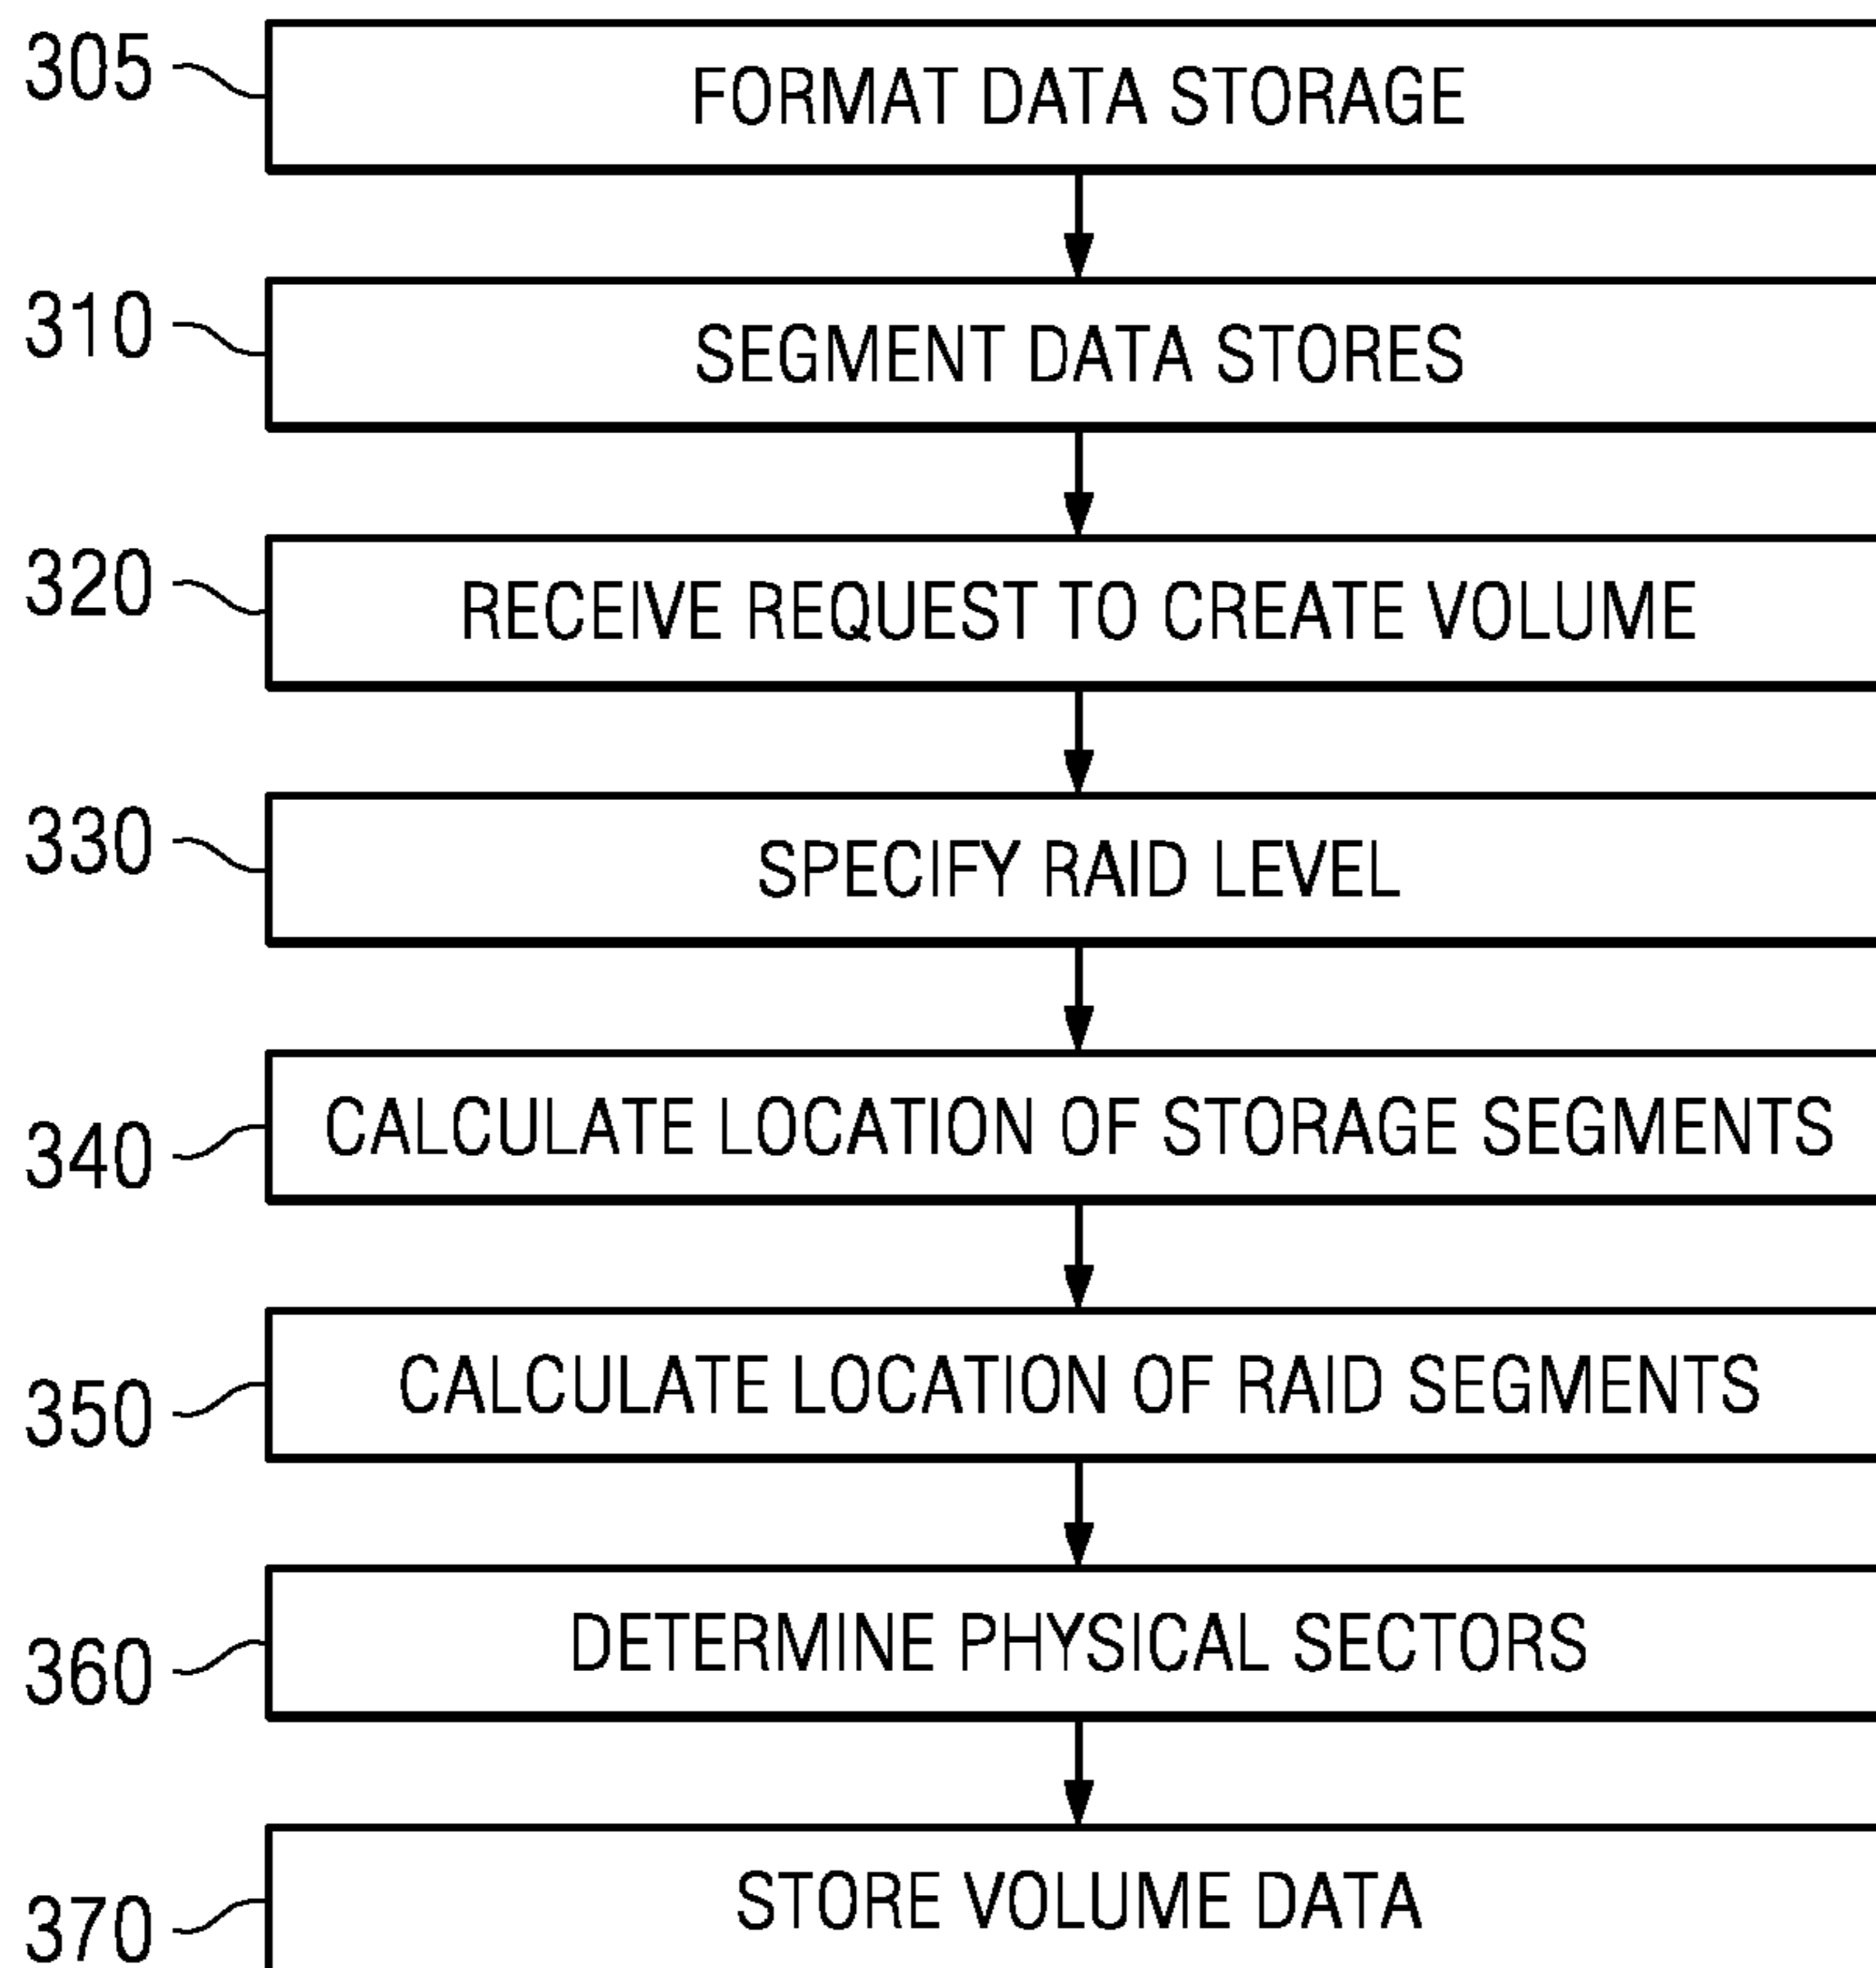 305 FORMAT DATA STORAGE
310 SEGMENT DATA STORES
320 RECEIVE REQUEST TO CREATE VOLUME
330 SPECIFY RAID LEVEL
340 CALCULATE LOCATION OF STORAGE SEGMENTS
350 CALCULATE LOCATION OF RAID SEGMENTS
360 DETERMINE PHYSICAL SECTORS
370 STORE VOLUME DATA